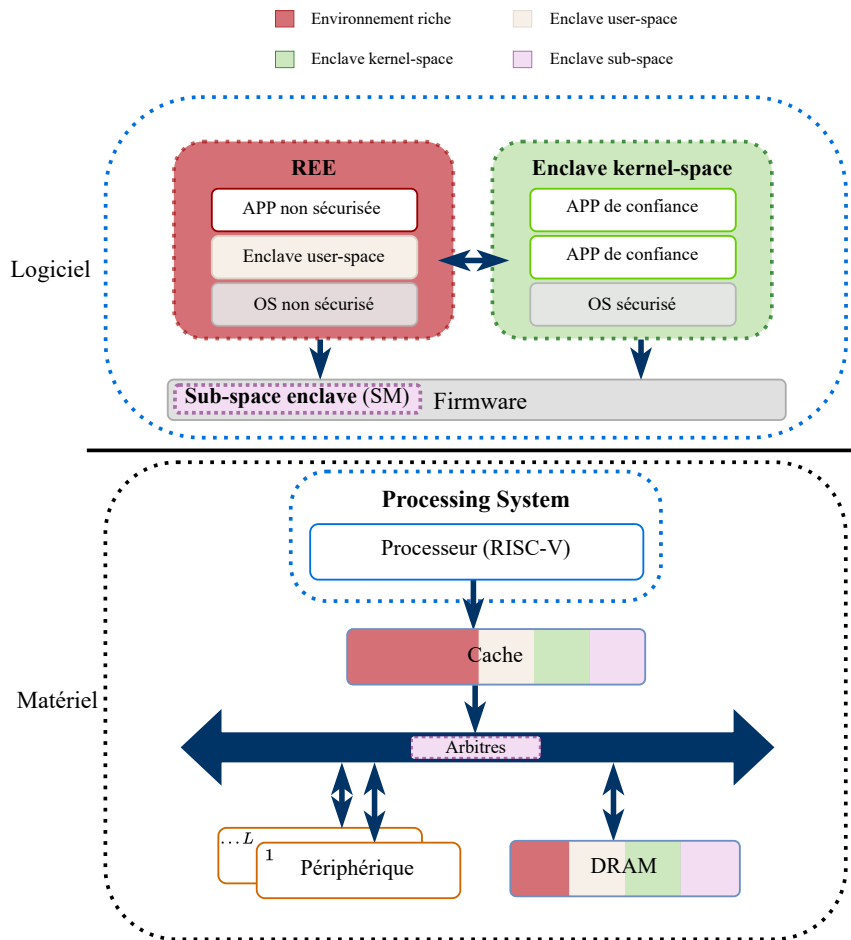 Environnement riche
Enclave user-space
Enclave kernel-space
Enclave sub-space
Logiciel
REE
APP non sécurisée
Enclave user-space
OS non sécurisé
Enclave kernel-space
APP de confiance
APP de confiance
OS sécurisé
Sub-space enclave (SM)
Firmware
Matériel
Processing System
Processeur (RISC-V)
Cache
Arbitres
...L
1
Périphérique
DRAM